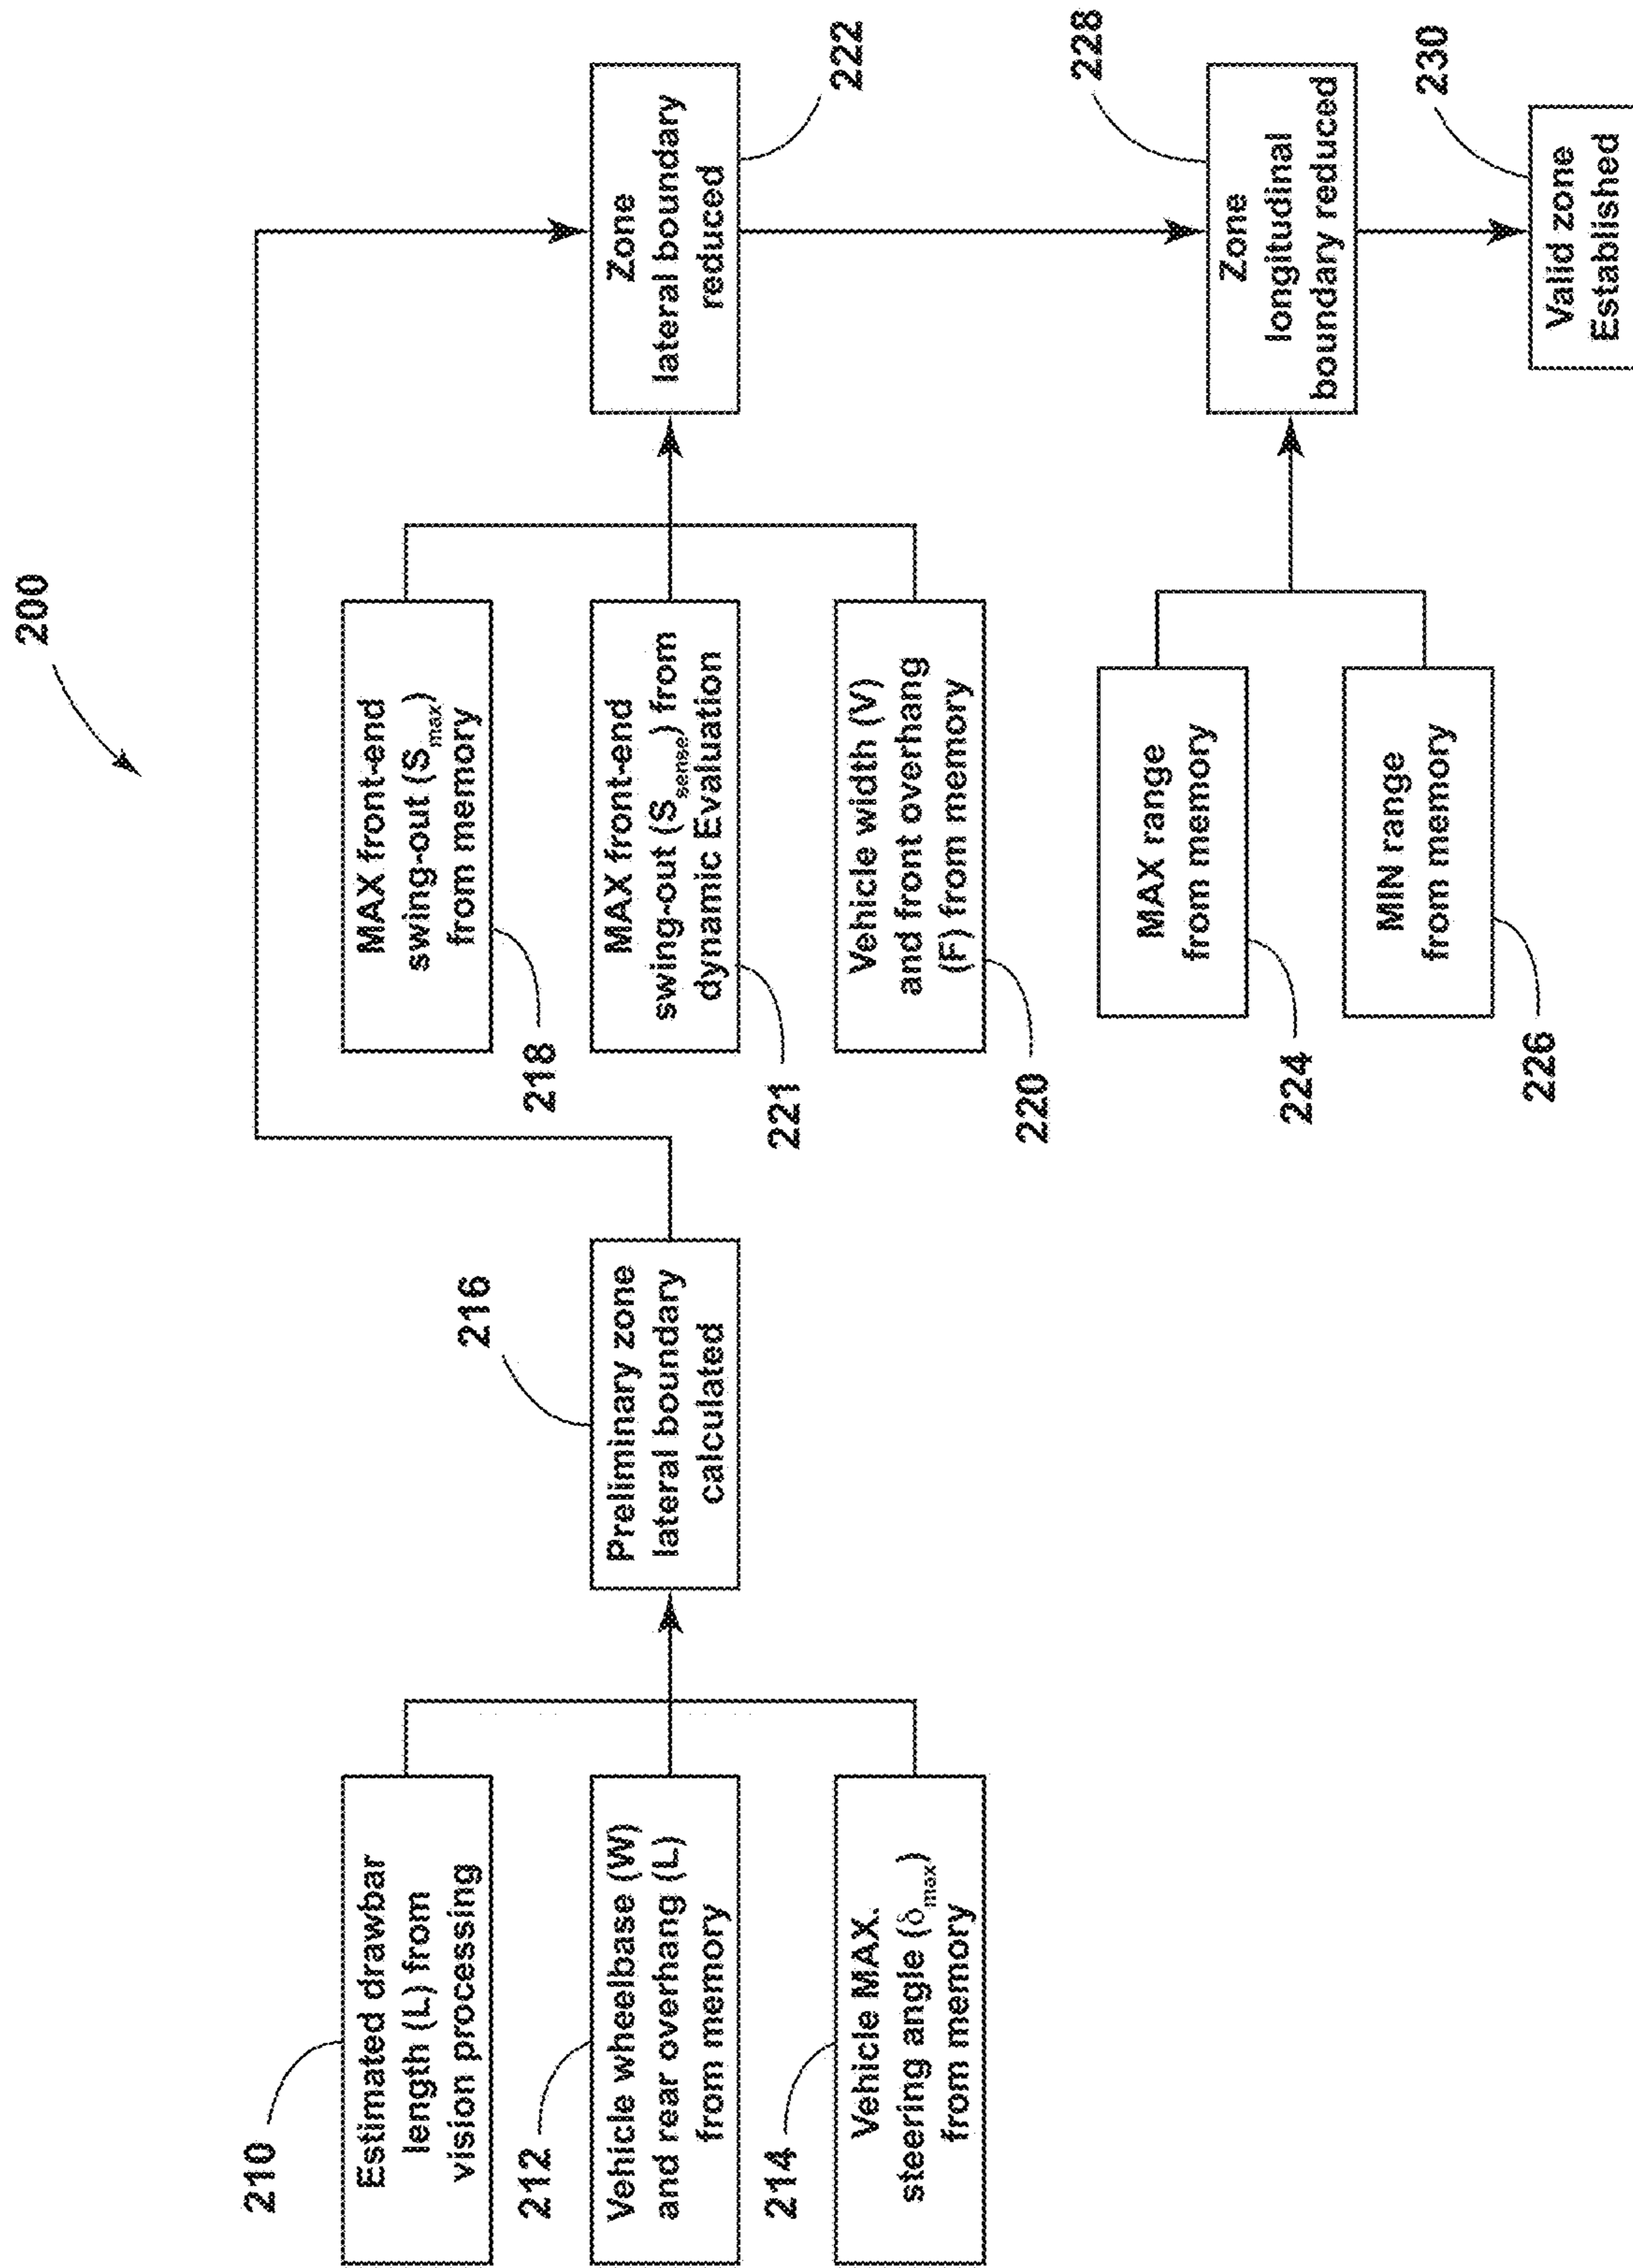 200
210
Estimated drawbar
length (L) from
vision processing
212
Vehicle wheelbase (W)
and rear overhang (L)
from memory
214
Vehicle MAX.
steering angle (δmax)
from memory
216
Preliminary zone
lateral boundary
calculated
MAX front-end
swing-out (Smax)
from memory
218
MAX front-end
swing-out (Ssense) from
dynamic Evaluation
221
Vehicle width (V)
and front overhang
(F) from memory
220
Zone
lateral boundary
reduced
222
MAX range
from memory
224
MIN range
from memory
226
Zone
longitudinal
boundary reduced
228
Valid zone
Established
230